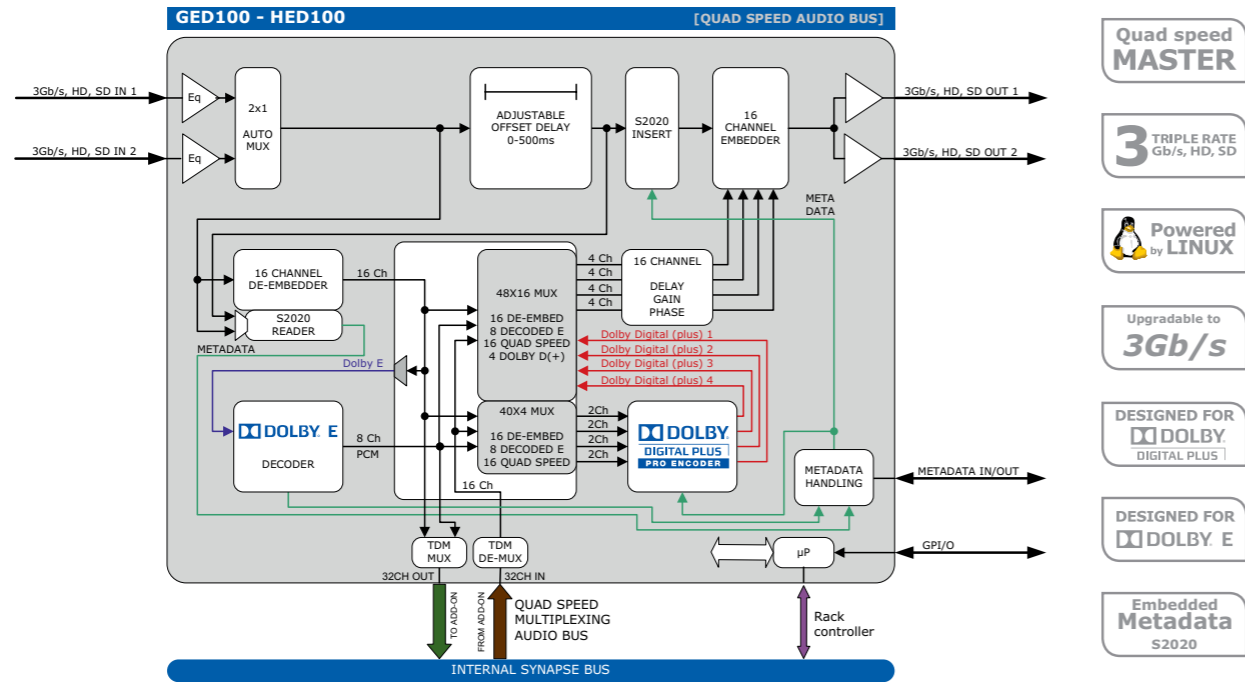 GED100 - HED100
[QUAD SPEED AUDIO BUS]
3Gb/s, HD, SD IN 1
3Gb/s, HD, SD IN 2
Eq
Eq
2x1
AUTO
MUX
ADJUSTABLE
OFFSET DELAY
0-500ms
S2020
INSERT
16
CHANNEL
EMBEDDER
3Gb/s, HD, SD OUT 1
3Gb/s, HD, SD OUT 2
META
DATA
16 CHANNEL
DE-EMBEDDER
16 Ch
S2020
READER
METADATA
Dolby E
48X16 MUX
16 DE-EMBED
8 DECODED E
16 QUAD SPEED
4 DOLBY D(+)
4 Ch
4 Ch
4 Ch
4 Ch
16 CHANNEL
DELAY
GAIN
PHASE
Dolby Digital (plus) 1
Dolby Digital (plus) 2
Dolby Digital (plus) 3
Dolby Digital (plus) 4
DOLBY E
DECODER
8 Ch
PCM
40X4 MUX
16 DE-EMBED
8 DECODED E
16 QUAD SPEED
2Ch
2Ch
2Ch
2Ch
DOLBY
DIGITAL PLUS
PRO ENCODER
METADATA
HANDLING
METADATA IN/OUT
16 Ch
TDM
MUX
TDM
DE-MUX
µP
GPI/O
32CH OUT
32CH IN
TO ADD-ON
FROM ADD-ON
QUAD SPEED
MULTIPLEXING
AUDIO BUS
Rack
controller
INTERNAL SYNAPSE BUS
Quad speed
MASTER
3 TRIPLE RATE
Gb/s, HD, SD
Powered
by LINUX
Upgradable to
3Gb/s
DESIGNED FOR
DOLBY
DIGITAL PLUS
DESIGNED FOR
DOLBY E
Embedded
Metadata
S2020